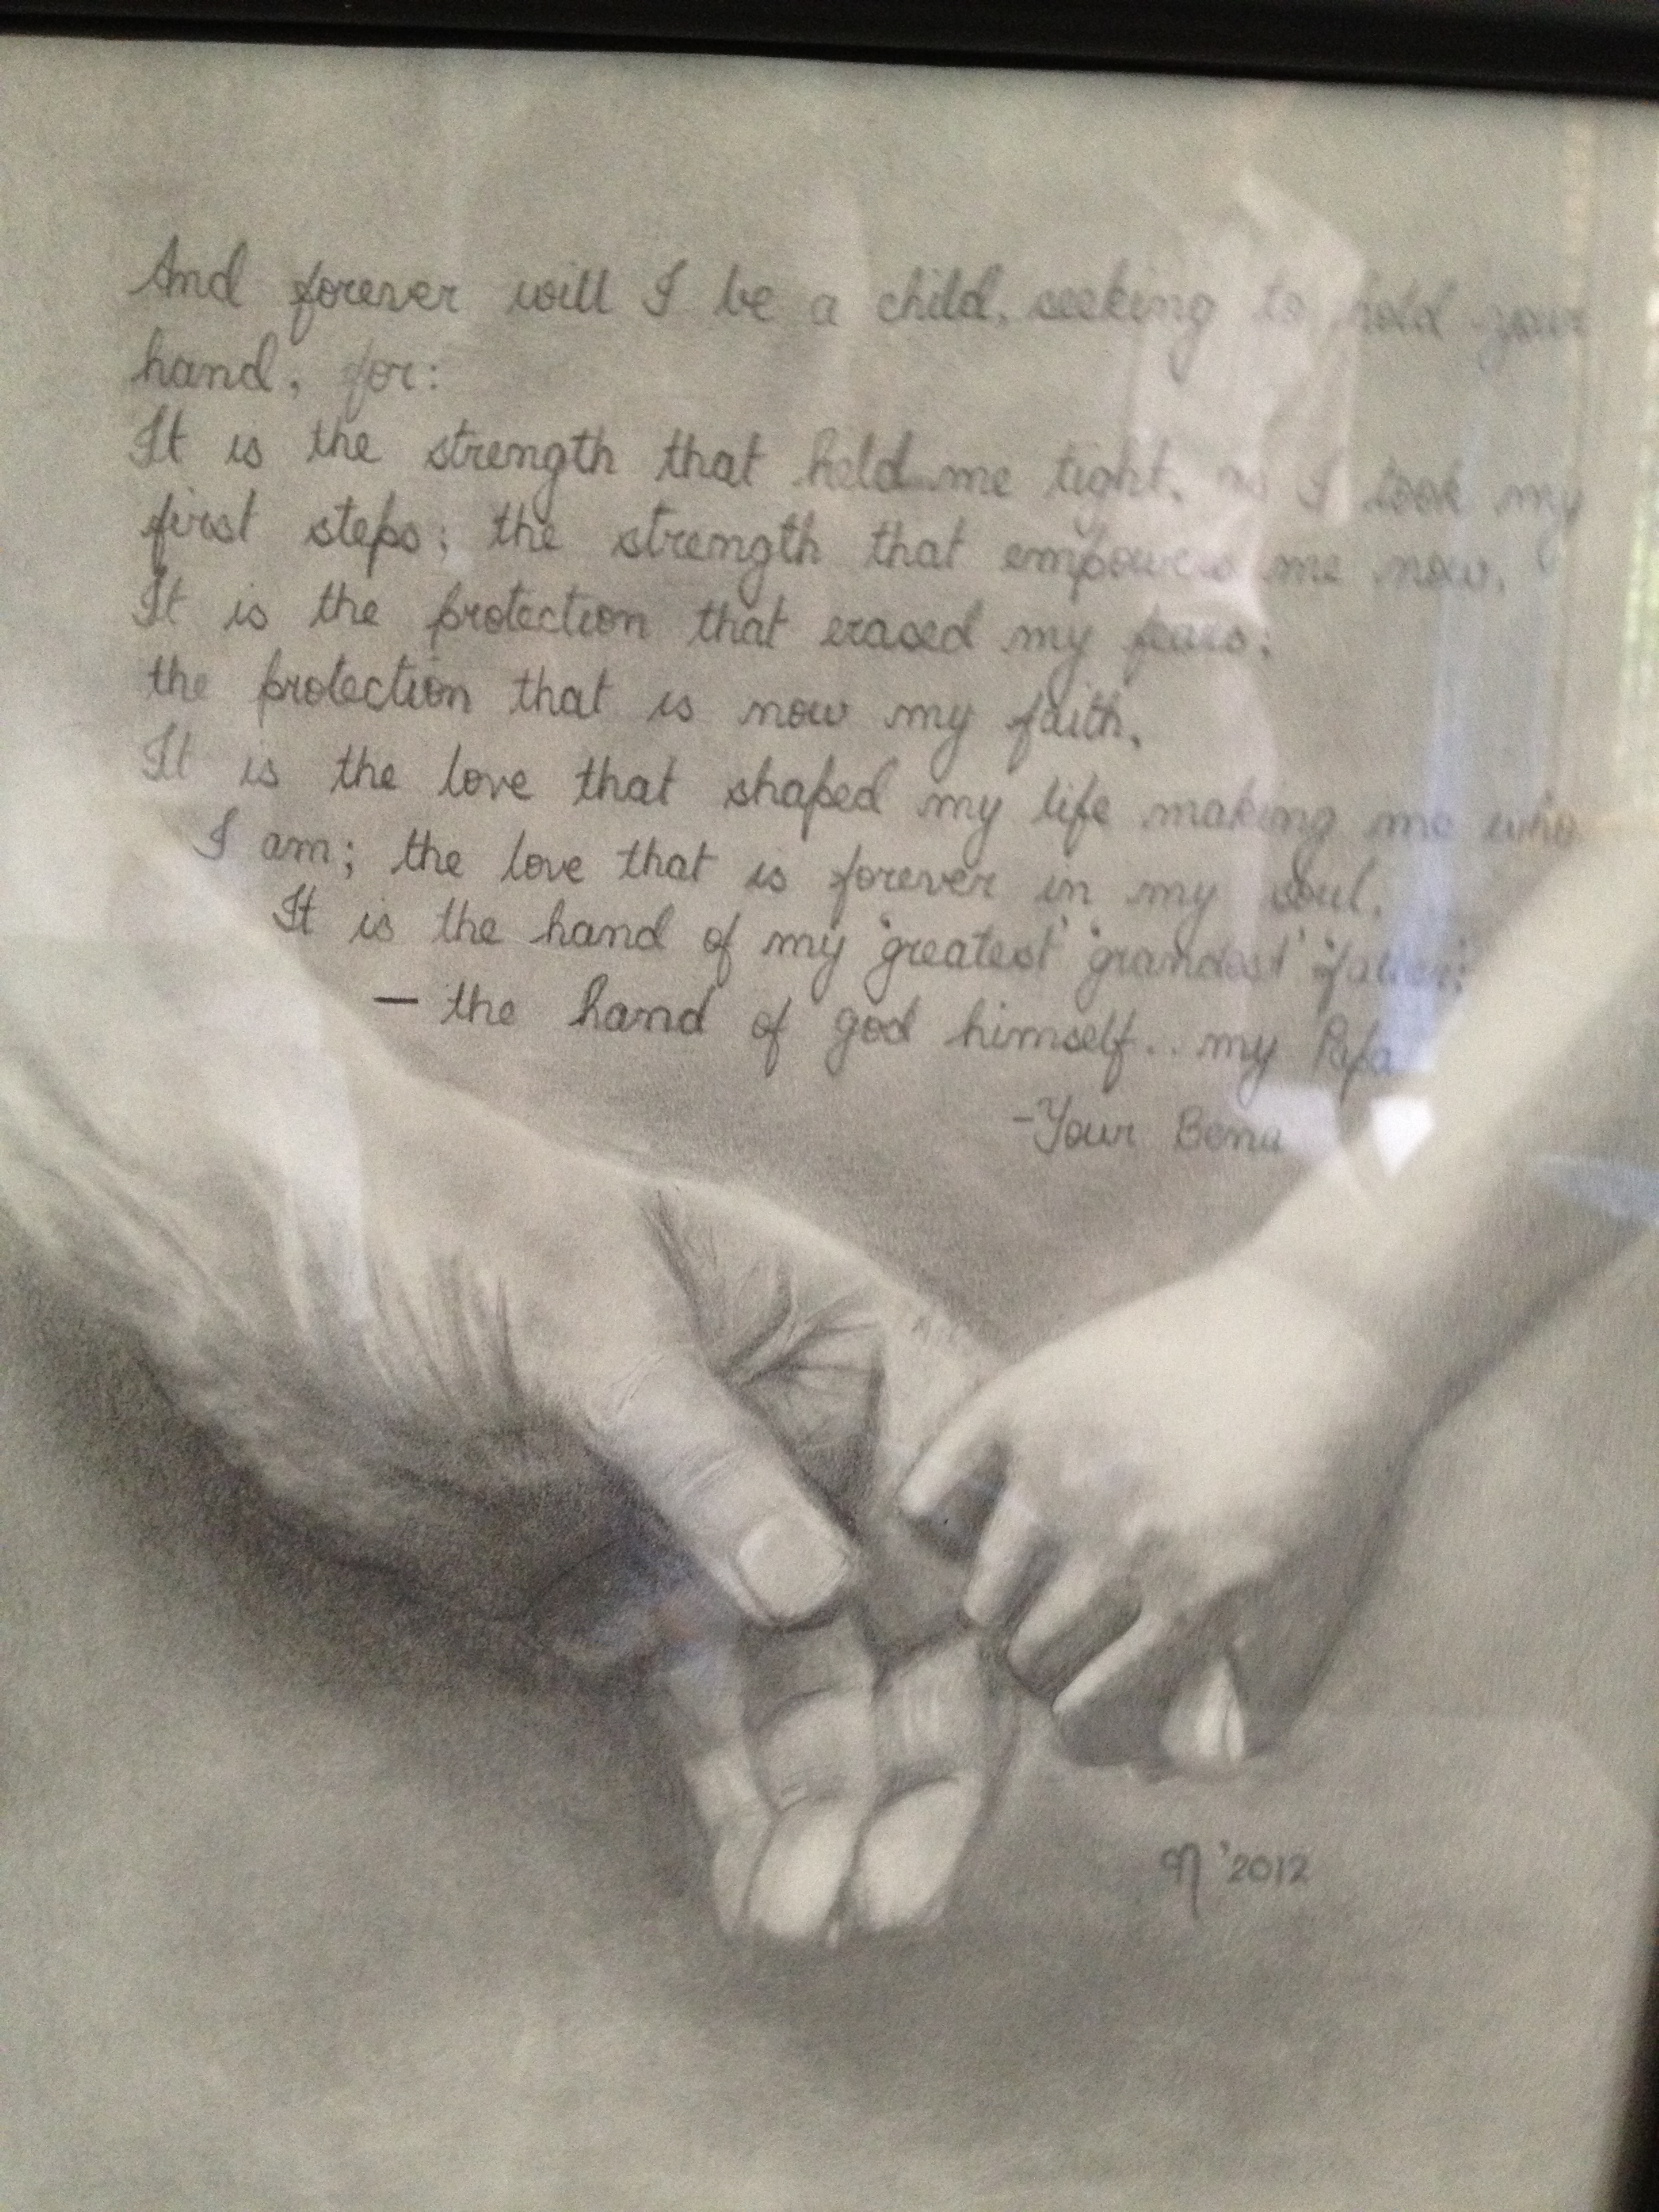 And forever will I be a child, seeking to hold your
hand, for:
It is the strength that held me tight, as I took my
first steps; the strength that empowers me now.
It is the protection that erased my fears;
the protection that is now my faith.
It is the love that shaped my life making me who
I am; the love that is forever in my soul.
It is the hand of my 'greatest' 'grandest' 'father'
— the hand of god himself.. my Papa
-Your Benu
'2012